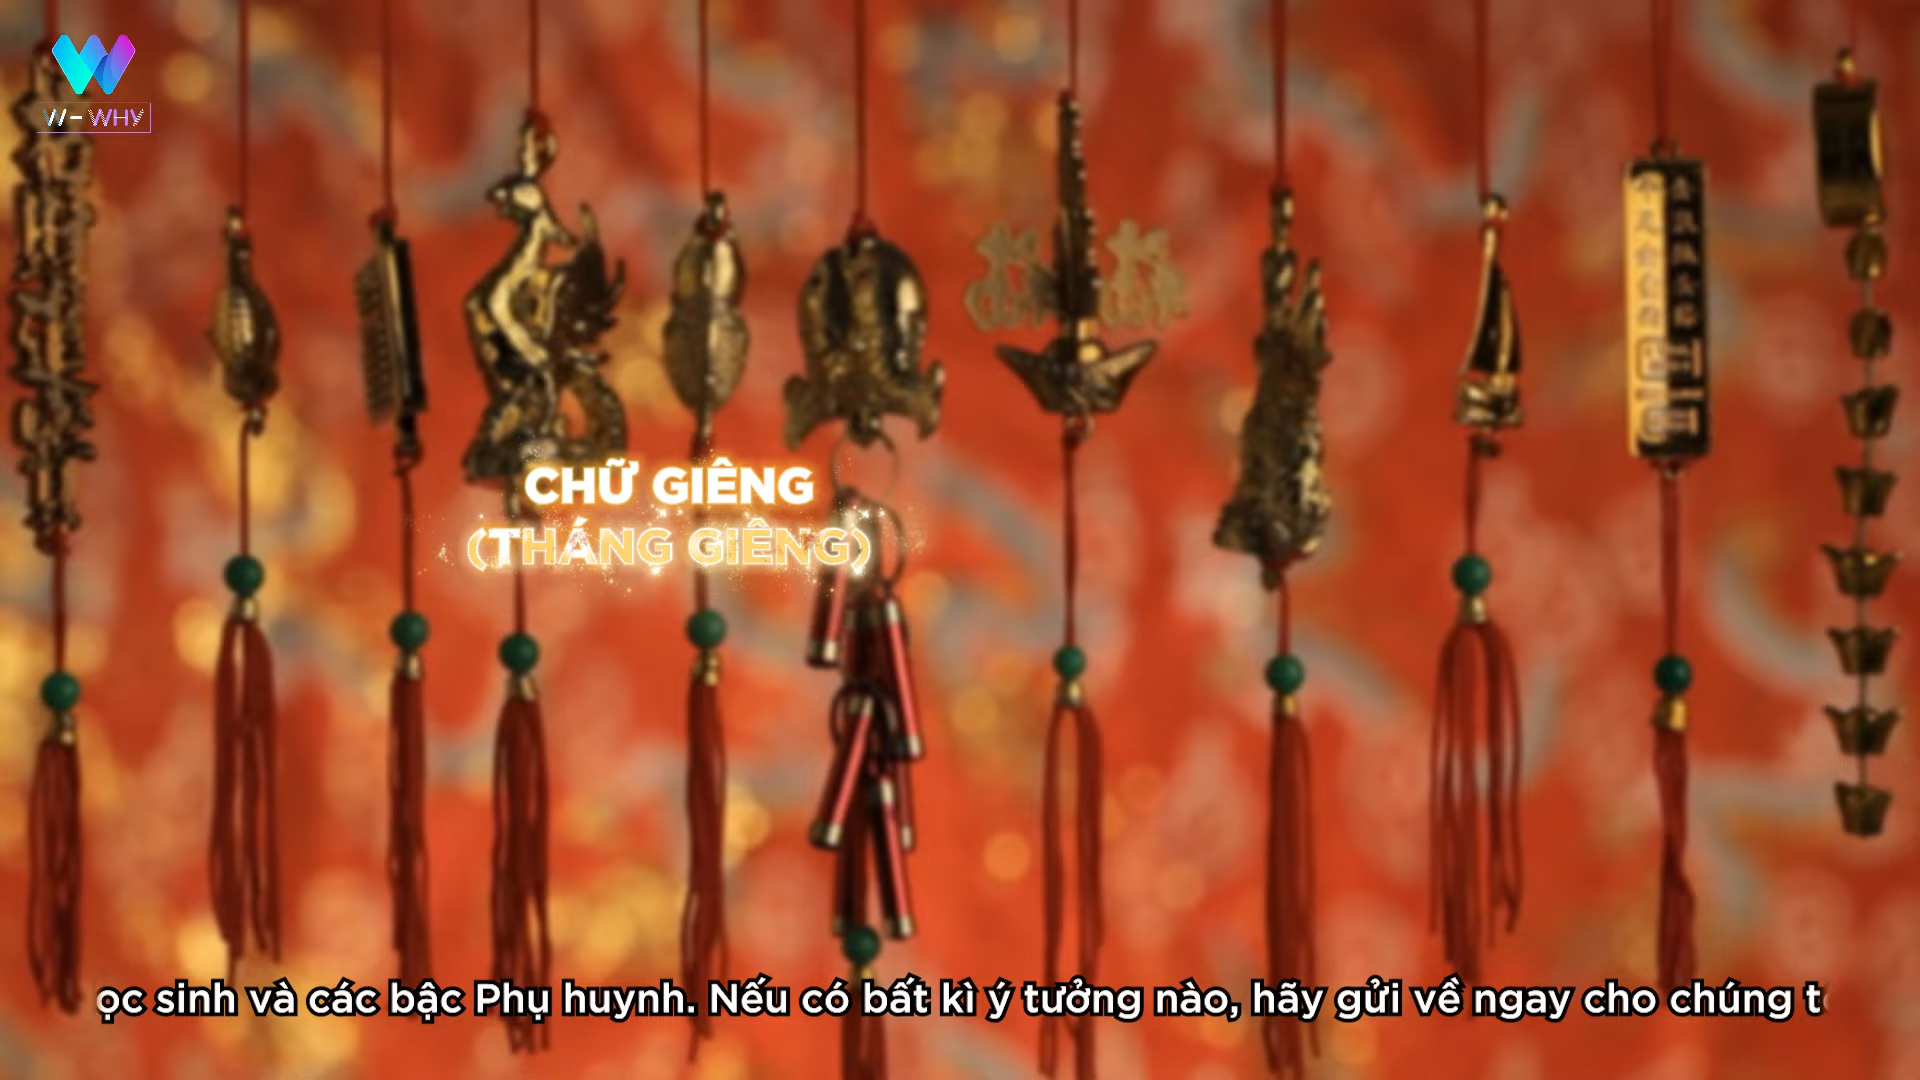 W-WHY
CHỮ GIÊNG
(THÁNG GIÊNG)
ọc sinh và các bậc Phụ huynh. Nếu có bất kì ý tưởng nào, hãy gửi về ngay cho chúng